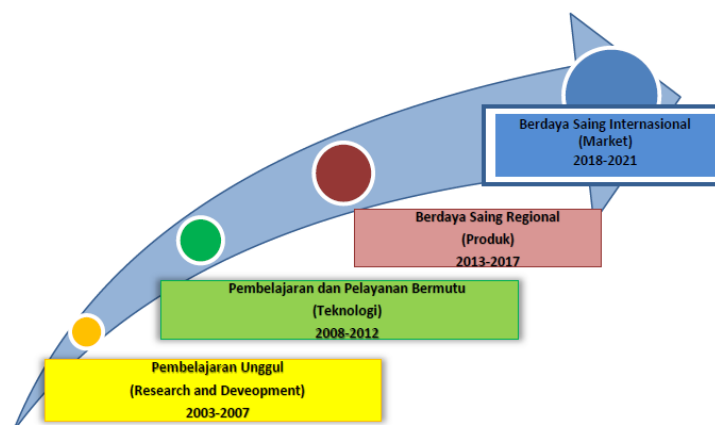 Berdaya Saing Internasional
(Market)
2018-2021
Berdaya Saing Regional
(Produk)
2013-2017
Pembelajaran dan Pelayanan Bermutu
(Teknologi)
2008-2012
Pembelajaran Unggul
(Research and Deveopment)
2003-2007